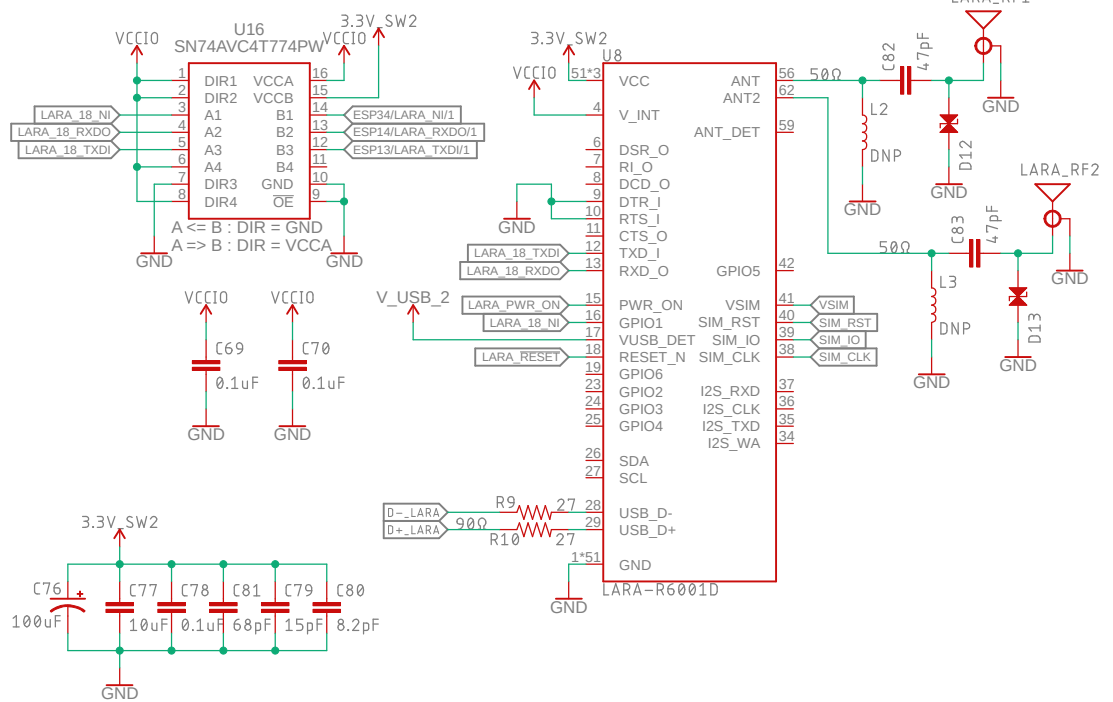 U16
SN74AVC4T774PW
VCCIO
VCCIO
3.3V_SW2
1 DIR1 VCCA 16
2 DIR2 VCCB 15
LARA_18_NI 3 A1 B1 14 ESP34/LARA_NI/1
LARA_18_RXDO 4 A2 B2 13 ESP14/LARA_RXDO/1
LARA_18_TXDI 5 A3 B3 12 ESP13/LARA_TXDI/1
6 A4 B4 11
7 DIR3 GND 10
8 DIR4 OE 9
A <= B : DIR = GND
A => B : DIR = VCCA
GND
GND
VCCIO
C69
0.1uF
GND
VCCIO
C70
0.1uF
GND
3.3V_SW2
C76
100uF
C77
10uF
C78
0.1uF
C81
68pF
C79
15pF
C80
8.2pF
GND
3.3V_SW2
U8
VCCIO
51*3 VCC ANT 56
ANT2 62
4 V_INT
ANT_DET 59
6 DSR_O
7 RI_O
8 DCD_O
9 DTR_I
10 RTS_I
GND
11 CTS_O
LARA_18_TXDI 12 TXD_I
LARA_18_RXDO 13 RXD_O GPIO5 42
V_USB_2
LARA_PWR_ON 15 PWR_ON VSIM 41 VSIM
LARA_18_NI 16 GPIO1 SIM_RST 40 SIM_RST
17 VUSB_DET SIM_IO 39 SIM_IO
LARA_RESET 18 RESET_N SIM_CLK 38 SIM_CLK
19 GPIO6
23 GPIO2 I2S_RXD 37
24 GPIO3 I2S_CLK 36
25 GPIO4 I2S_TXD 35
I2S_WA 34
26 SDA
27 SCL
D-_LARA R9 27 28 USB_D-
D+_LARA 90Ω R10 27 29 USB_D+
1*51 GND
GND
LARA-R6001D
LARA_RF1
50Ω
C82
47pF
GND
L2
DNP
GND
D12
GND
LARA_RF2
50Ω
C83
47pF
GND
L3
DNP
GND
D13
GND